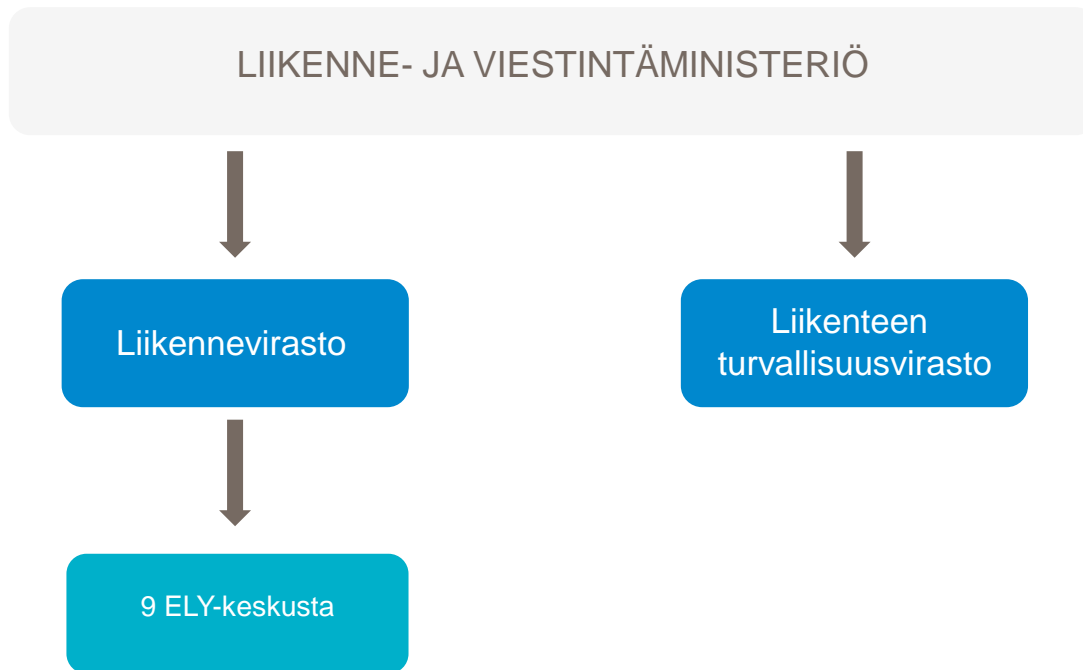 LIIKENNE- JA VIESTINTÄMINISTERIÖ
Liikennevirasto
Liikenteen
turvallisuusvirasto
9 ELY-keskusta